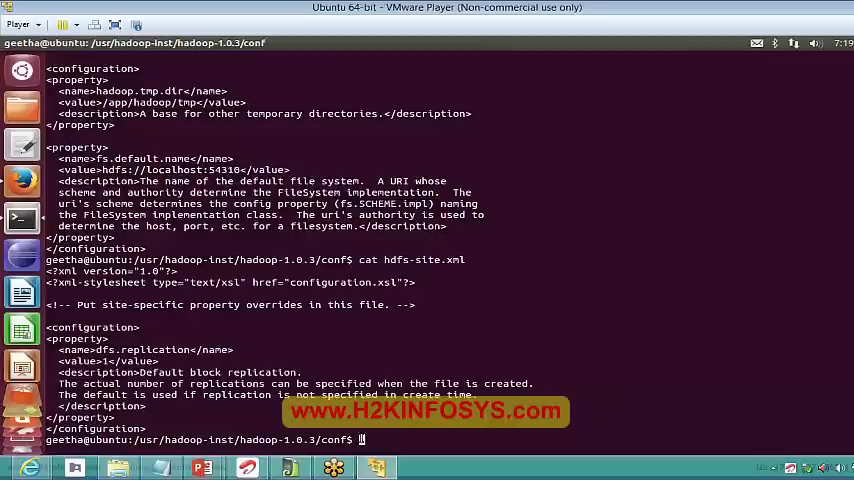 Ubuntu 64-bit - VMware Player (Non-commercial use only)
Player
geetha@ubuntu: /usr/hadoop-inst/hadoop-1.0.3/conf
7:19
<configuration>
<property>
<name>hadoop.tmp.dir</name>
<value>/app/hadoop/tmp</value>
<description>A base for other temporary directories.</description>
</property>
<property>
<name>fs.default.name</name>
<value>hdfs://localhost:54310</value>
<description>The name of the default file system.  A URI whose
scheme and authority determine the FileSystem implementation.  The
uri's scheme determines the config property (fs.SCHEME.impl) naming
the FileSystem implementation class.  The uri's authority is used to
determine the host, port, etc. for a filesystem.</description>
</property>
</configuration>
geetha@ubuntu:/usr/hadoop-inst/hadoop-1.0.3/conf$ cat hdfs-site.xml
<?xml version="1.0"?>
<?xml-stylesheet type="text/xsl" href="configuration.xsl"?>
<!-- Put site-specific property overrides in this file. -->
<configuration>
<property>
<name>dfs.replication</name>
<value>1</value>
<description>Default block replication.
The actual number of replications can be specified when the file is created.
The default is used if replication is not specified in create time.
</description>
</property>
</configuration>
www.H2KINFOSYS.com
geetha@ubuntu:/usr/hadoop-inst/hadoop-1.0.3/conf$